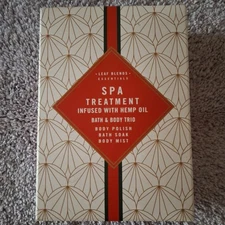 LEAF BLENDS
ESSENTIALS
SPA
TREATMENT
INFUSED WITH HEMP OIL
BATH & BODY TRIO
BODY POLISH
BATH SOAK
BODY MIST